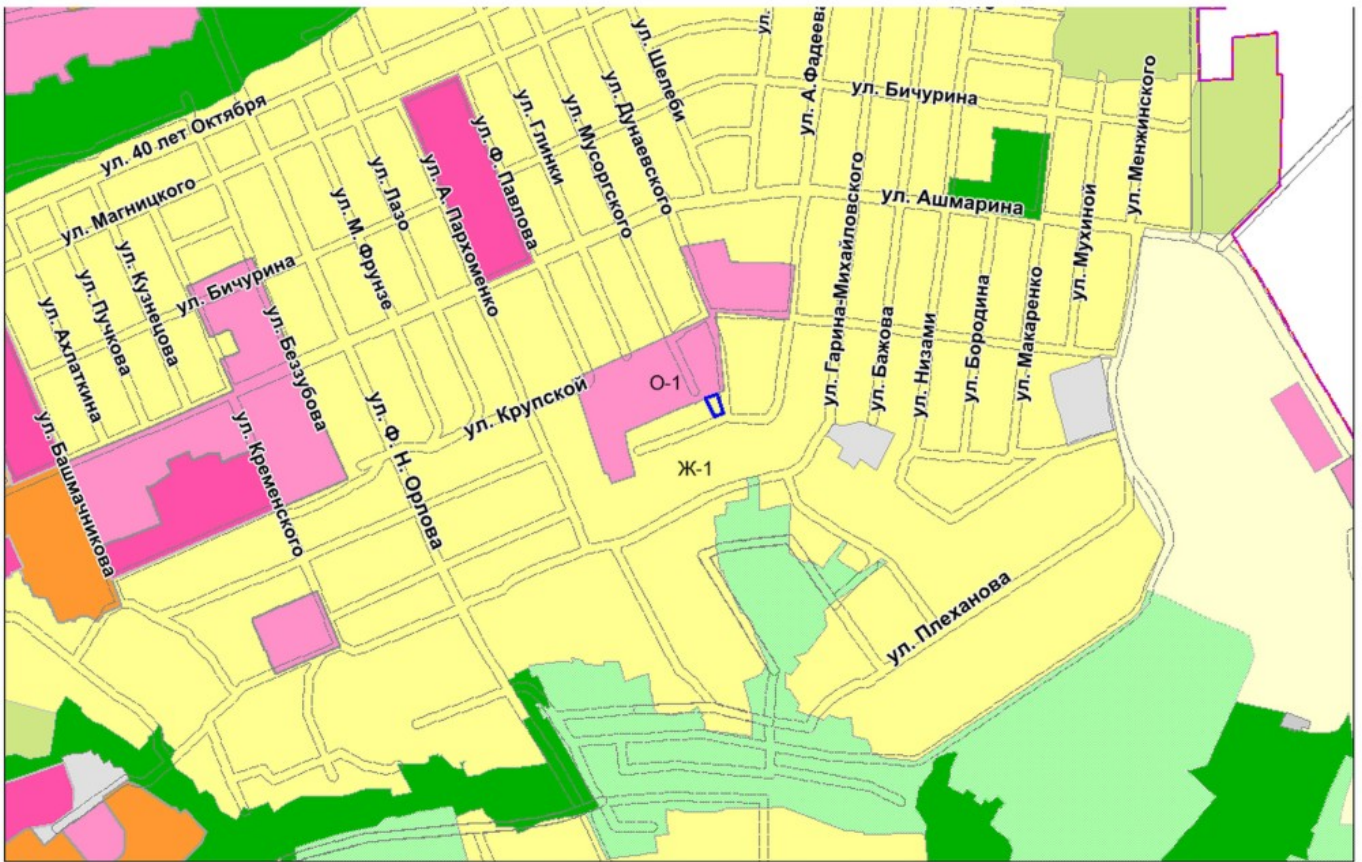 ул. Шелеби
ул.
ул. А.Фадеева
ул. Бичурина
ул. Менжинского
ул. 40 лет Октября
ул. Дунаевского
ул. Мусоргского
ул. Глинки
ул. Ф. Павлова
ул. А. Пархоменко
ул. Лазо
ул. М. Фрунзе
ул. Магницкого
ул. Ашмарина
ул. Мухиной
ул. Гарина-Михайловского
ул. Бажова
ул. Низами
ул. Бородина
ул. Макаренко
ул. Кузнецова
ул. Пучкова
ул. Ахлаткина
ул. Бичурина
ул. Беззубова
ул. Башмачникова
ул. Кременского
ул. Ф. Н. Орлова
ул. Крупской
О-1
Ж-1
ул. Плеханова